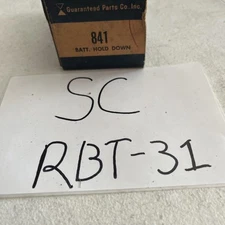 Guaranteed Parts Co., Inc.
841
BATT. HOLD DOWN
SC
RBT-31